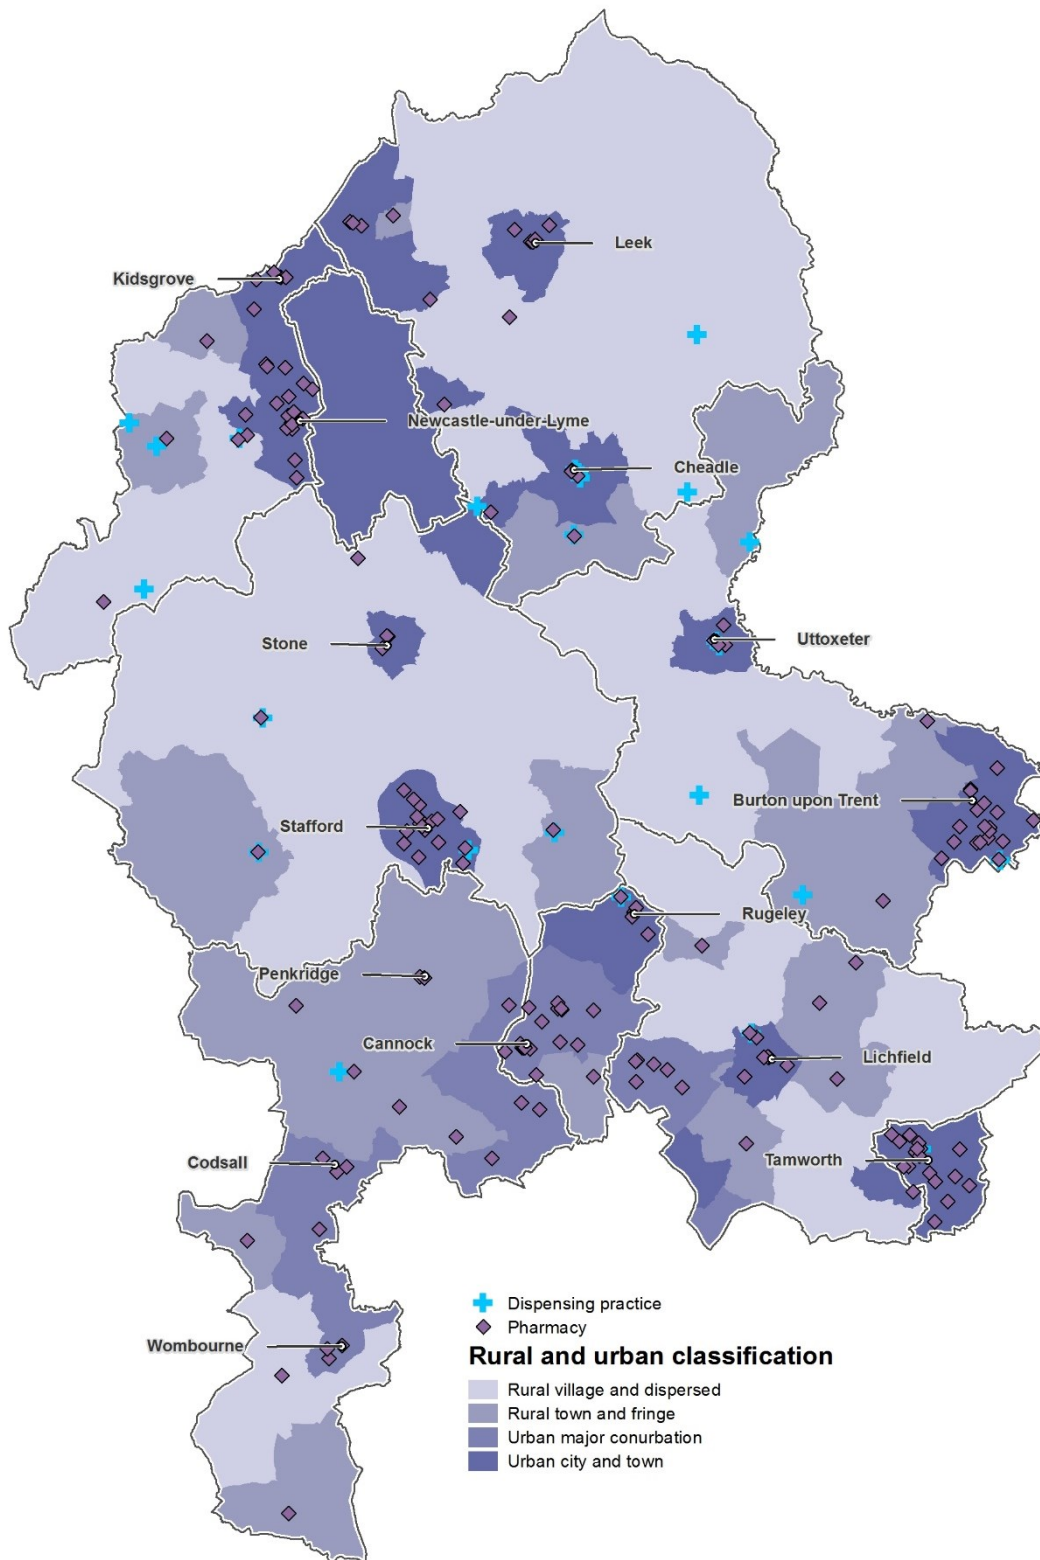 Leek
Kidsgrove
Newcastle-under-Lyme
Cheadle
Stone
Uttoxeter
Burton upon Trent
Stafford
Rugeley
Penkridge
Cannock
Lichfield
Codsall
Tamworth
Dispensing practice
Pharmacy
Wombourne
Rural and urban classification
Rural village and dispersed
Rural town and fringe
Urban major conurbation
Urban city and town